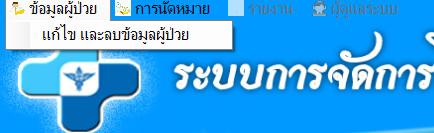 ข้อมูลผู้ป่วย การนัดหมาย รายงาน ผู้ดูแลระบบ
แก้ไข และลบข้อมูลผู้ป่วย
ระบบการจัดการ